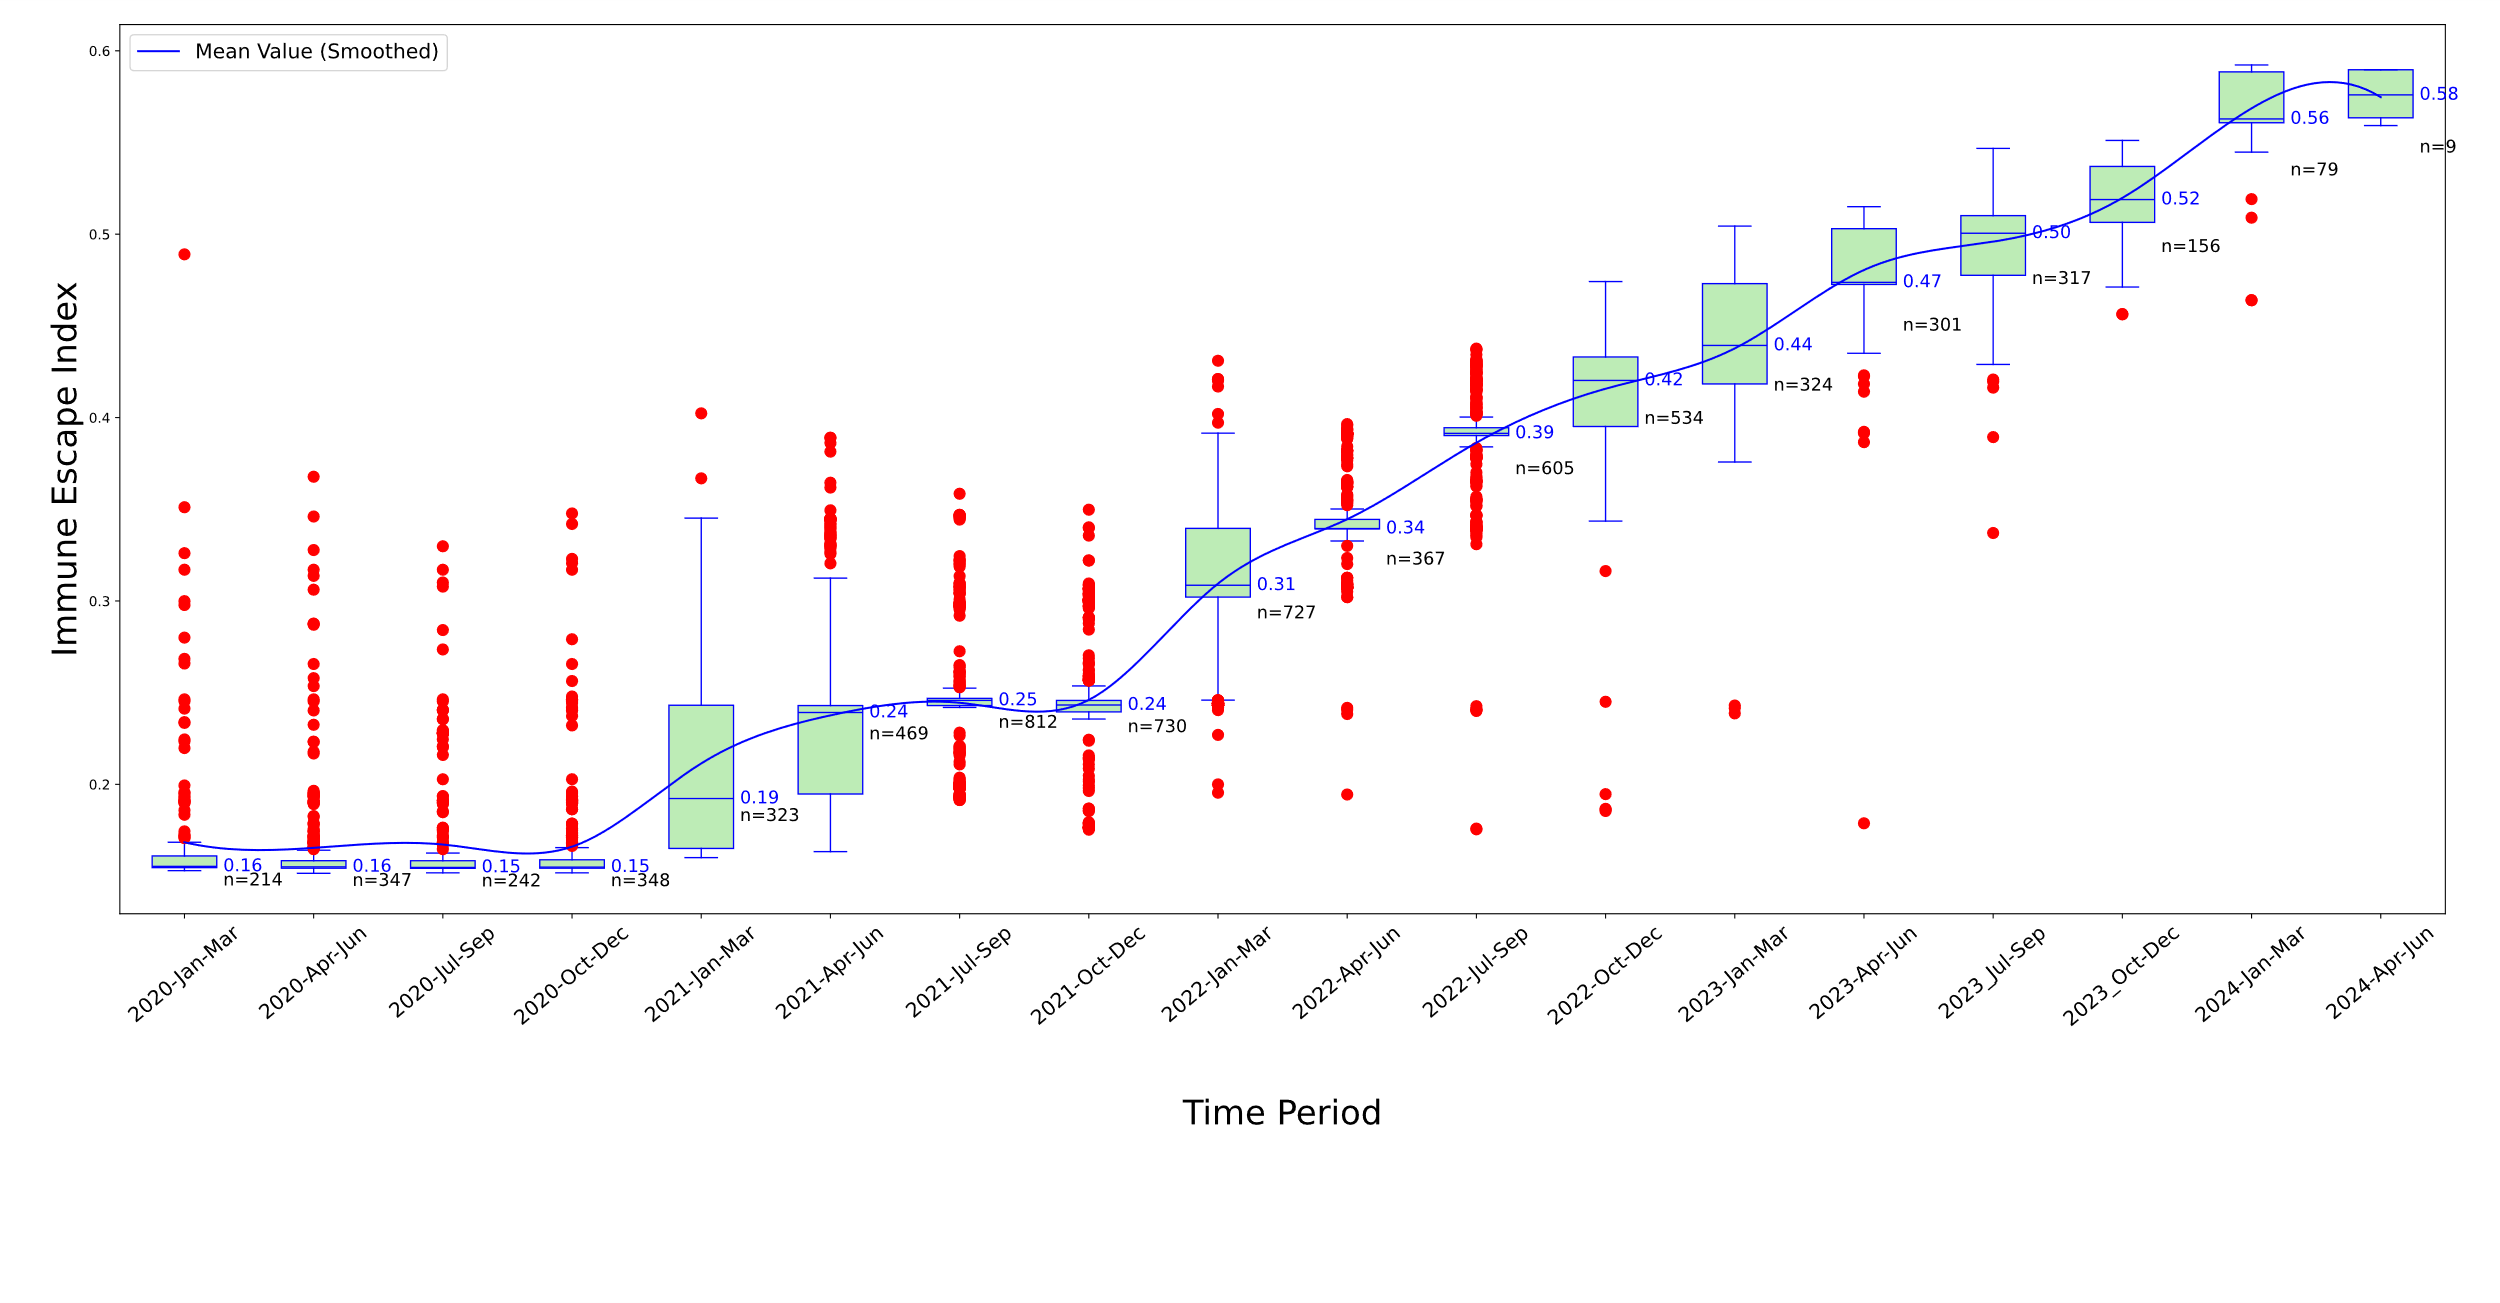 Mean Value (Smoothed)
Immune Escape Index
0.6
0.5
0.4
0.3
0.2
0.16
n=214
0.16
n=347
0.15
n=242
0.15
n=348
0.19
n=323
0.24
n=469
0.25
n=812
0.24
n=730
0.31
n=727
0.34
n=367
0.39
n=605
0.42
n=534
0.44
n=324
0.47
n=301
0.50
n=317
0.52
n=156
0.56
n=79
0.58
n=9
2020-Jan-Mar
2020-Apr-Jun
2020-Jul-Sep
2020-Oct-Dec
2021-Jan-Mar
2021-Apr-Jun
2021-Jul-Sep
2021-Oct-Dec
2022-Jan-Mar
2022-Apr-Jun
2022-Jul-Sep
2022-Oct-Dec
2023-Jan-Mar
2023-Apr-Jun
2023_Jul-Sep
2023_Oct-Dec
2024-Jan-Mar
2024-Apr-Jun
Time Period